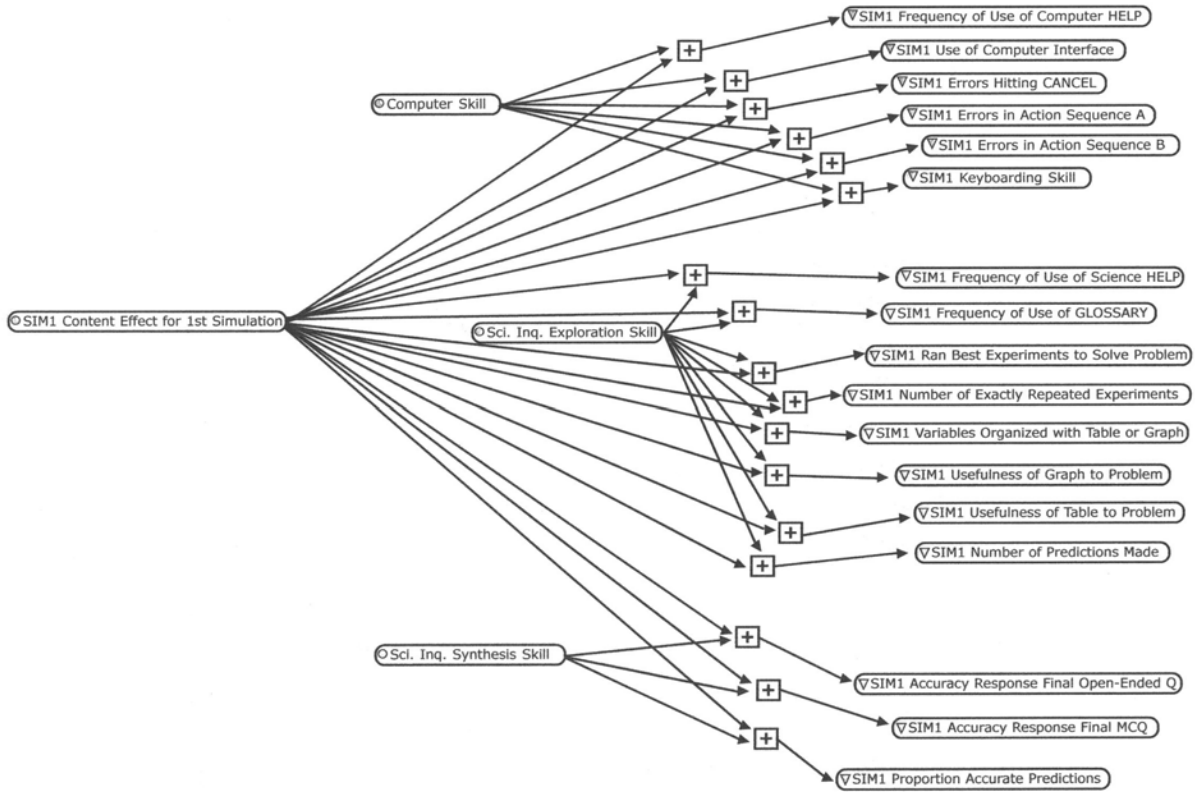 SIM1 Frequency of Use of Computer HELP
SIM1 Use of Computer Interface
SIM1 Errors Hitting CANCEL
Computer Skill
SIM1 Errors in Action Sequence A
SIM1 Errors in Action Sequence B
SIM1 Keyboarding Skill
SIM1 Frequency of Use of Science HELP
SIM1 Content Effect for 1st Simulation
SIM1 Frequency of Use of GLOSSARY
Sci. Inq. Exploration Skill
SIM1 Ran Best Experiments to Solve Problem
SIM1 Number of Exactly Repeated Experiments
SIM1 Variables Organized with Table or Graph
SIM1 Usefulness of Graph to Problem
SIM1 Usefulness of Table to Problem
SIM1 Number of Predictions Made
Sci. Inq. Synthesis Skill
SIM1 Accuracy Response Final Open-Ended Q
SIM1 Accuracy Response Final MCQ
SIM1 Proportion Accurate Predictions